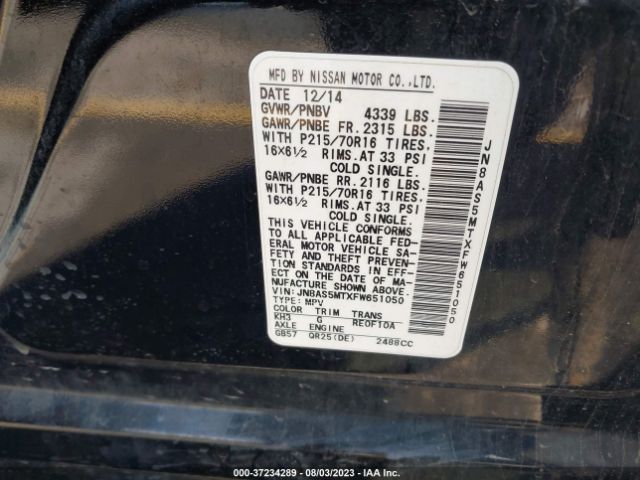 MFD BY NISSAN MOTOR CO.,LTD.
DATE 12/14
GVWR/PNBV 4339 LBS.
GAWR/PNBE FR. 2315 LBS.
WITH P215/70R16 TIRES,
16X6½ RIMS.AT 33 PSI
COLD SINGLE.
GAWR/PNBE RR. 2116 LBS.
WITH P215/70R16 TIRES,
16X6½ RIMS.AT 33 PSI
COLD SINGLE.
THIS VEHICLE CONFORMS
TO ALL APPLICABLE FED-
ERAL MOTOR VEHICLE SA-
FETY AND THEFT PREVEN-
TION STANDARDS IN EFF-
ECT ON THE DATE OF MA-
NUFACTURE SHOWN ABOVE.
VIN:JN8AS5MTXFW651050
TYPE: MPV
COLOR TRIM TRANS
KH3 G RE0F10A
AXLE ENGINE
GB57 QR25(DE) 2488CC
JN8AS5MTXFW651050
000-37234289 - 08/03/2023 - IAA Inc.